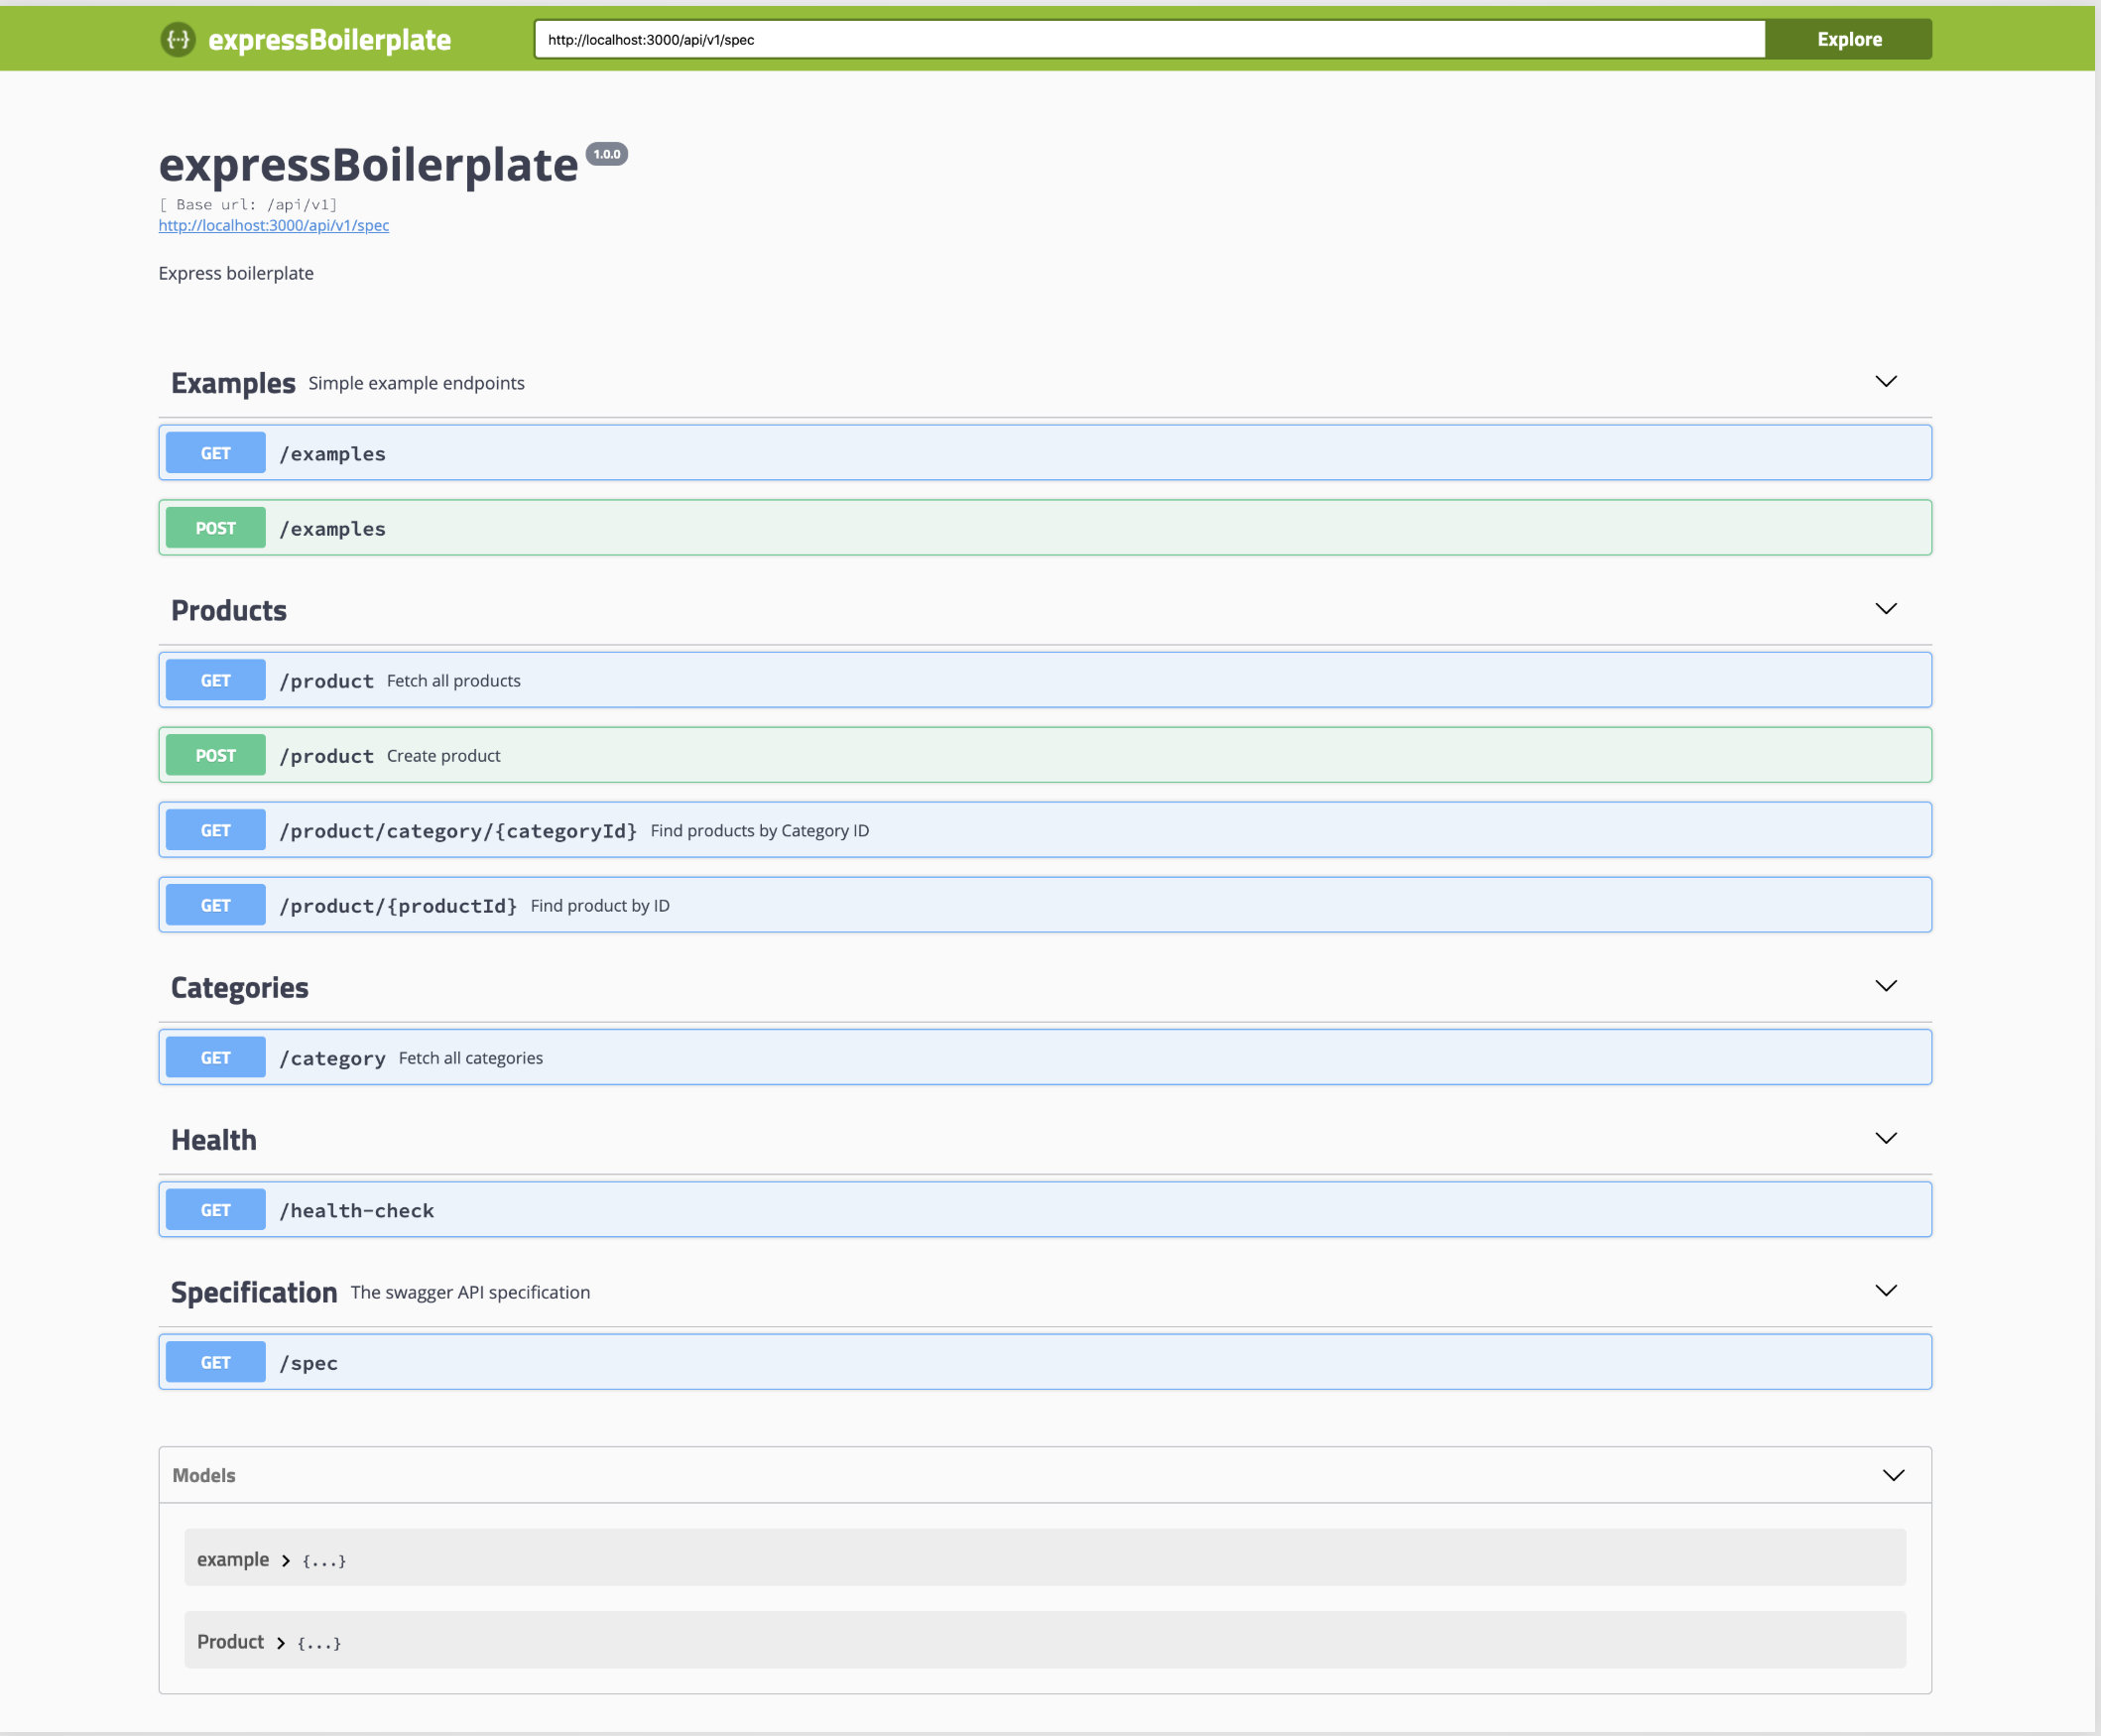 expressBoilerplate http://localhost:3000/api/v1/spec Explore
expressBoilerplate 1.0.0
[ Base url: /api/v1]
http://localhost:3000/api/v1/spec
Express boilerplate
Examples Simple example endpoints
GET /examples
POST /examples
Products
GET /product Fetch all products
POST /product Create product
GET /product/category/{categoryId} Find products by Category ID
GET /product/{productId} Find product by ID
Categories
GET /category Fetch all categories
Health
GET /health-check
Specification The swagger API specification
GET /spec
Models
example > {...}
Product > {...}